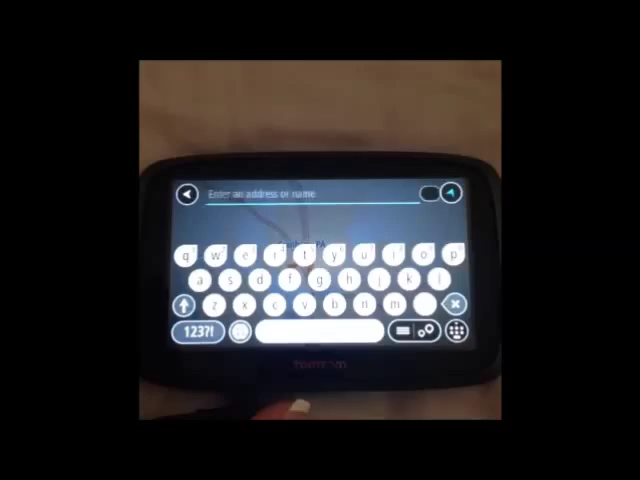 Enter an address or name
q w e r t y u i o p
a s d f g h j k l
z x c v b n m
123?!
TOMTOM